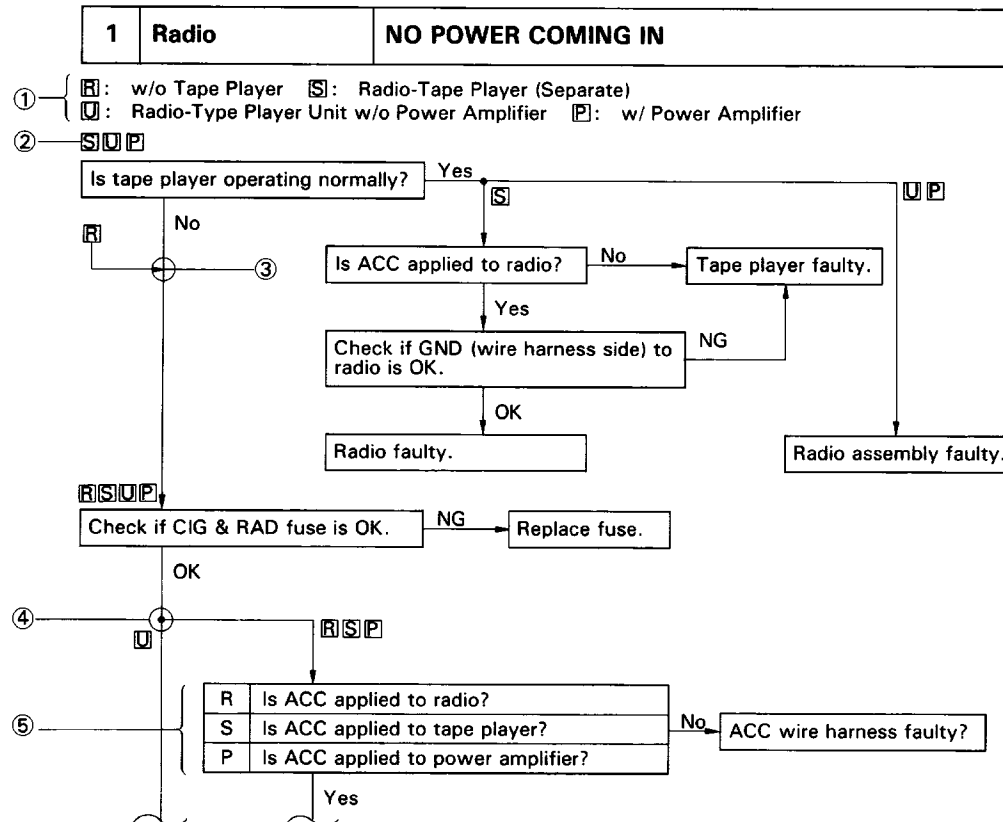 1 Radio NO POWER COMING IN
① R: w/o Tape Player S: Radio-Tape Player (Separate)
U: Radio-Type Player Unit w/o Power Amplifier P: w/ Power Amplifier
② S U P
Is tape player operating normally? Yes
S
U P
No
R
③
Is ACC applied to radio? No Tape player faulty.
Yes
Check if GND (wire harness side) to
radio is OK.
NG
OK
Radio faulty.
Radio assembly faulty.
R S U P
Check if CIG & RAD fuse is OK. NG Replace fuse.
OK
④
U
R S P
⑤
R Is ACC applied to radio?
S Is ACC applied to tape player?
P Is ACC applied to power amplifier?
No ACC wire harness faulty?
Yes